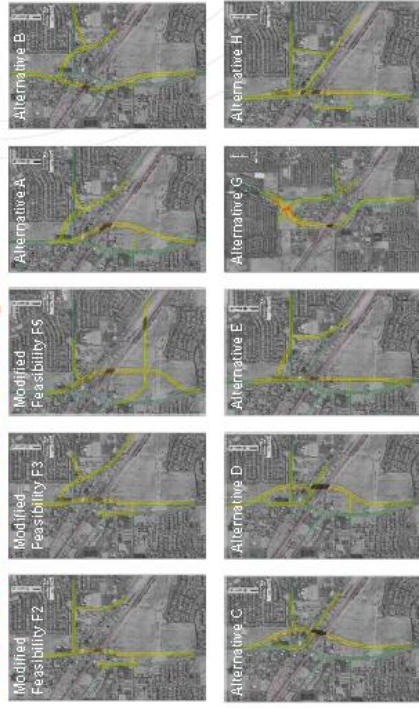 Modified
Feasibility F2
Modified
Feasibility F3
Modified
Feasibility F5
Alternative A
Alternative B
Alternative C
Alternative D
Alternative E
Alternative G
Alternative H